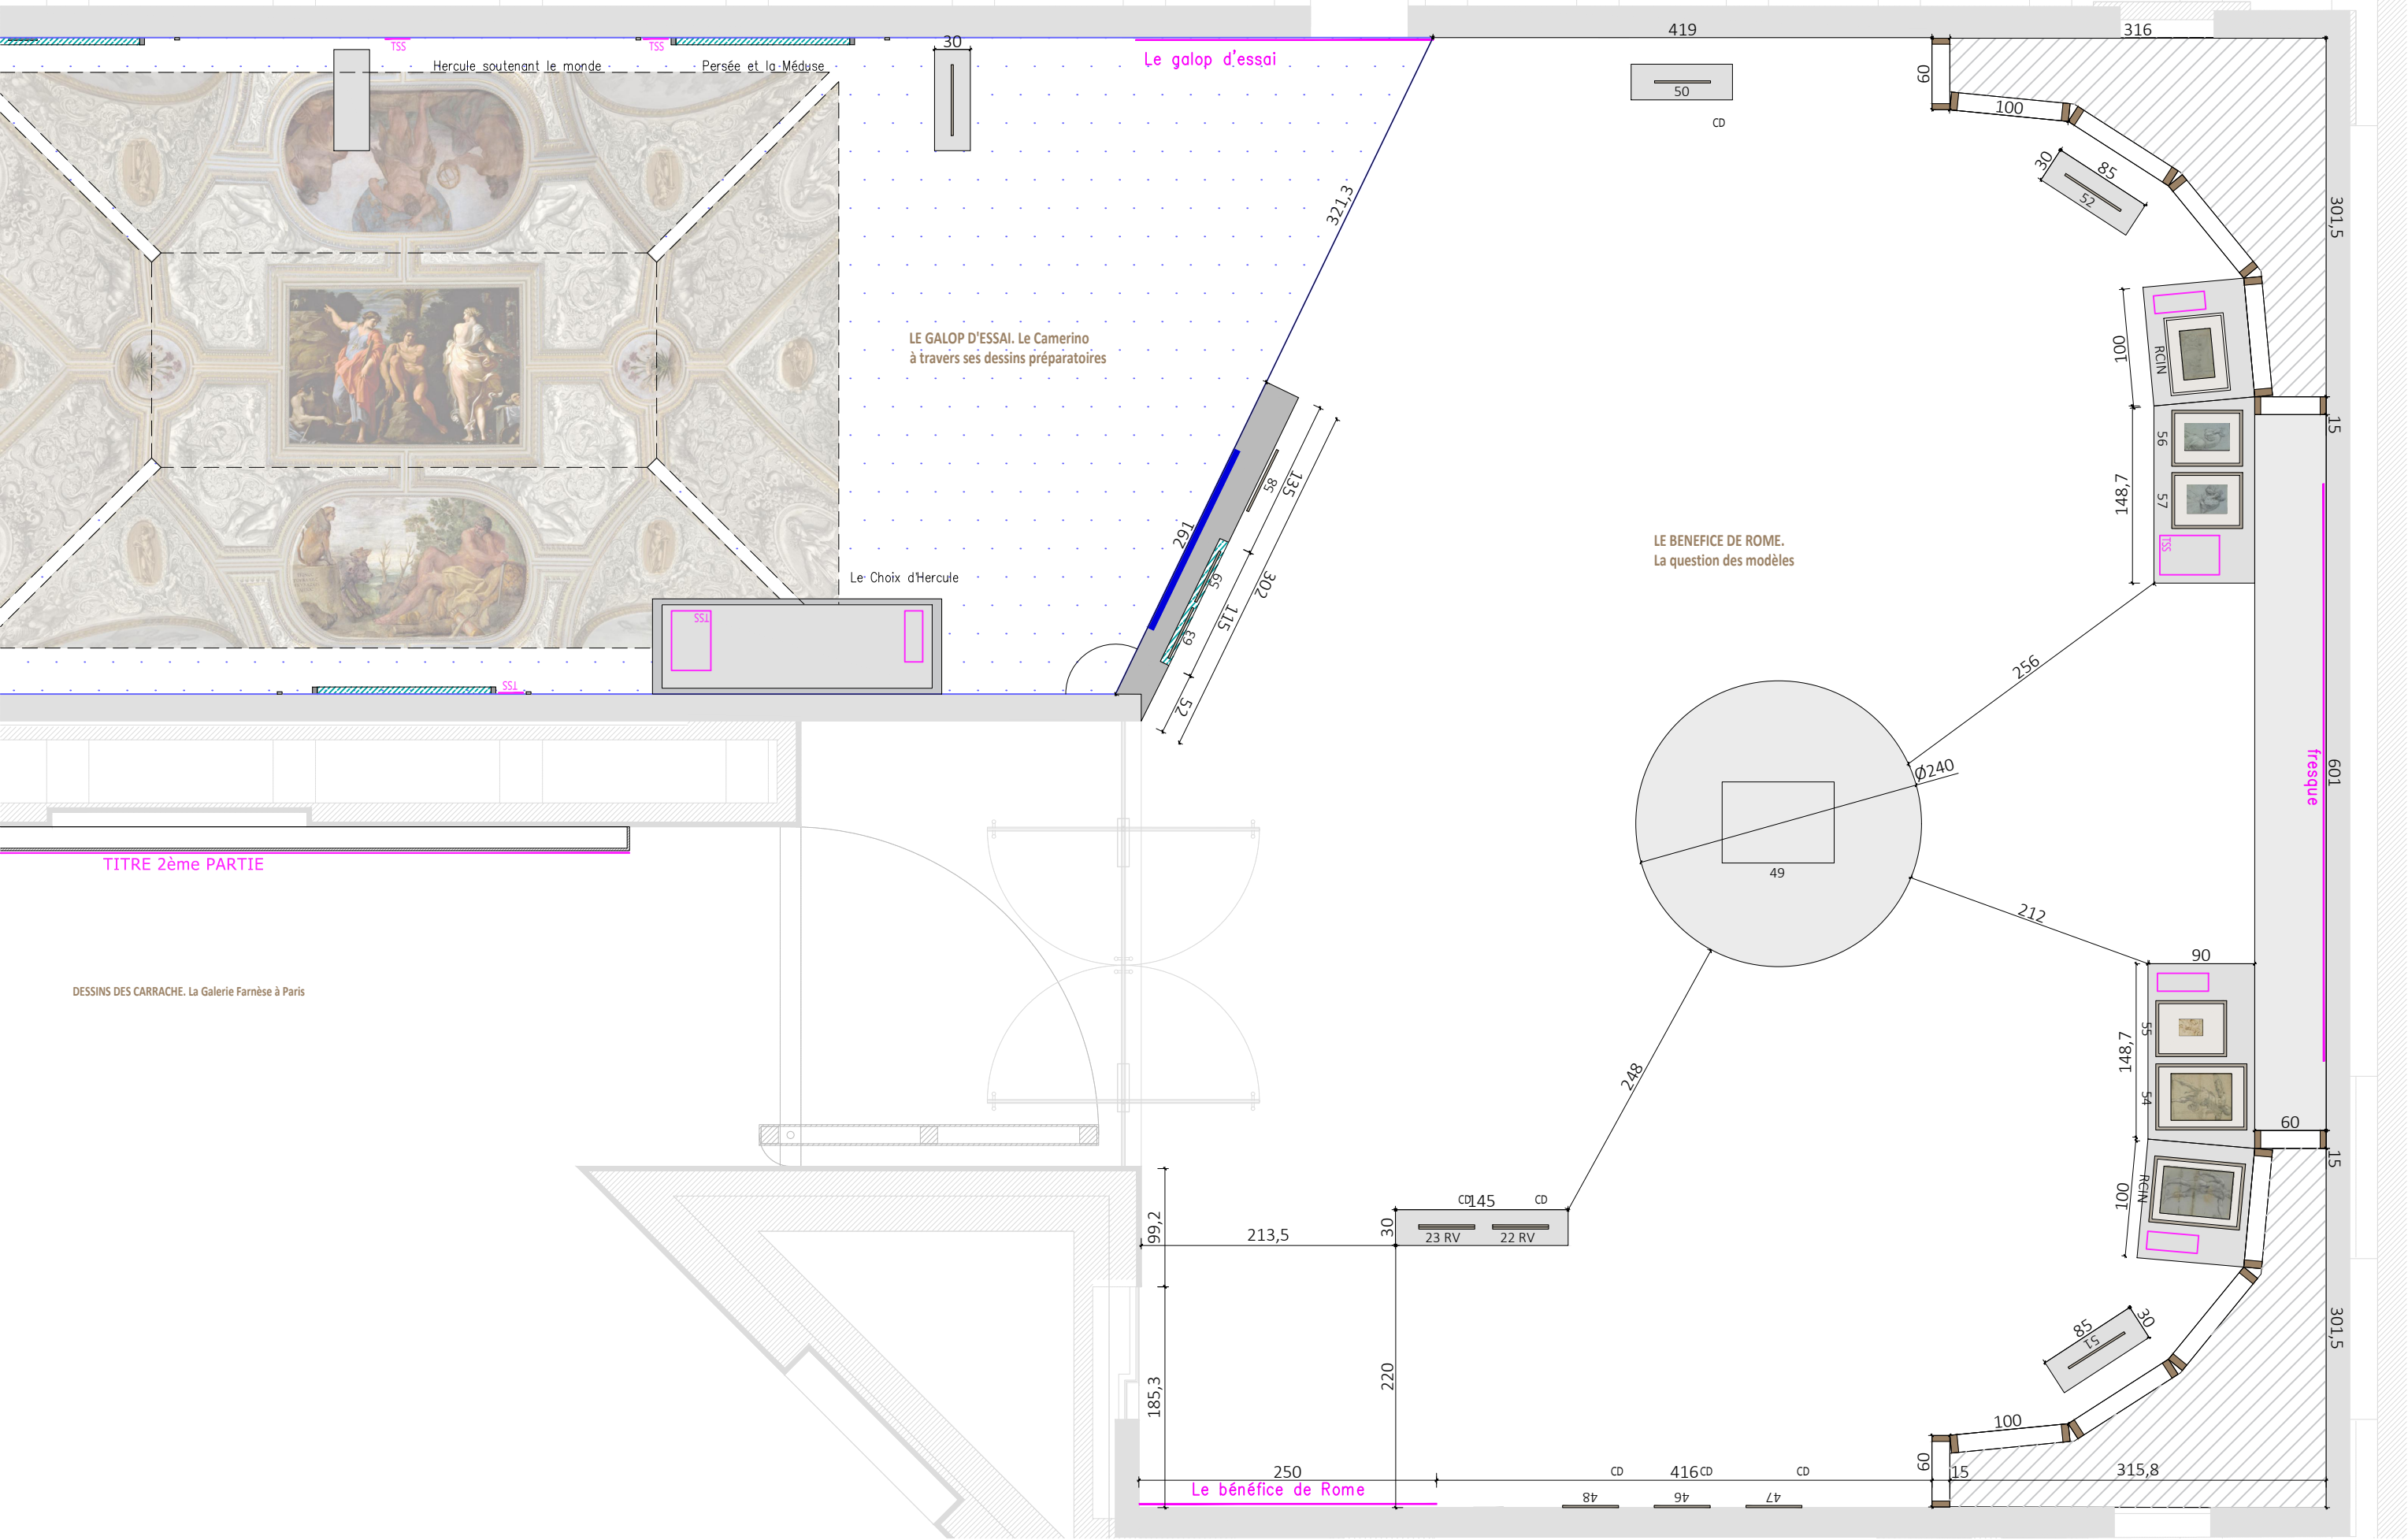 TSS
TSS
30
419
316
Hercule soutenant le monde
Persée et la Méduse
Le galop d'essai
50
CD
60
100
30
85
52
321,3
301,5
LE GALOP D'ESSAI. Le Camerino
à travers ses dessins préparatoires
100
RCIN
15
56
57
148,7
TSS
58
135
291
59
302
63
115
52
LE BENEFICE DE ROME.
La question des modèles
Le Choix d'Hercule
TSS
TSS
256
Ø240
49
fresque
601
TITRE 2ème PARTIE
212
90
DESSINS DES CARRACHE. La Galerie Farnèse à Paris
55
148,7
54
248
60
15
100
RCIN
CD
145
CD
30
23 RV
22 RV
99,2
213,5
301,5
85
30
51
220
185,3
100
60
15
250
CD
416
CD
CD
315,8
Le bénéfice de Rome
48
46
47